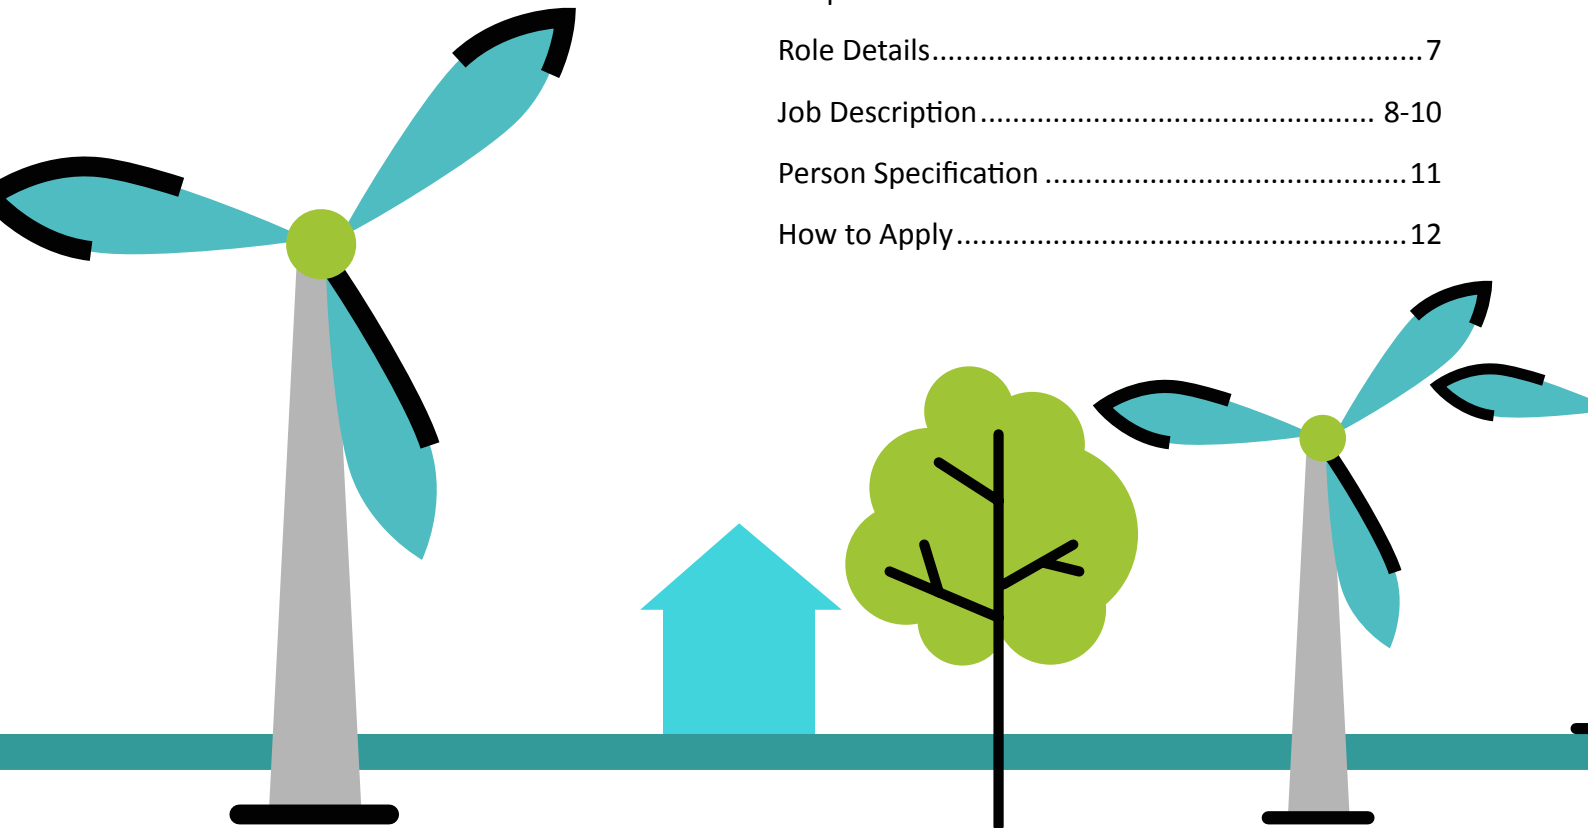 Role Details............................................................7
Job Description................................................. 8-10
Person Specification .............................................11
How to Apply........................................................12